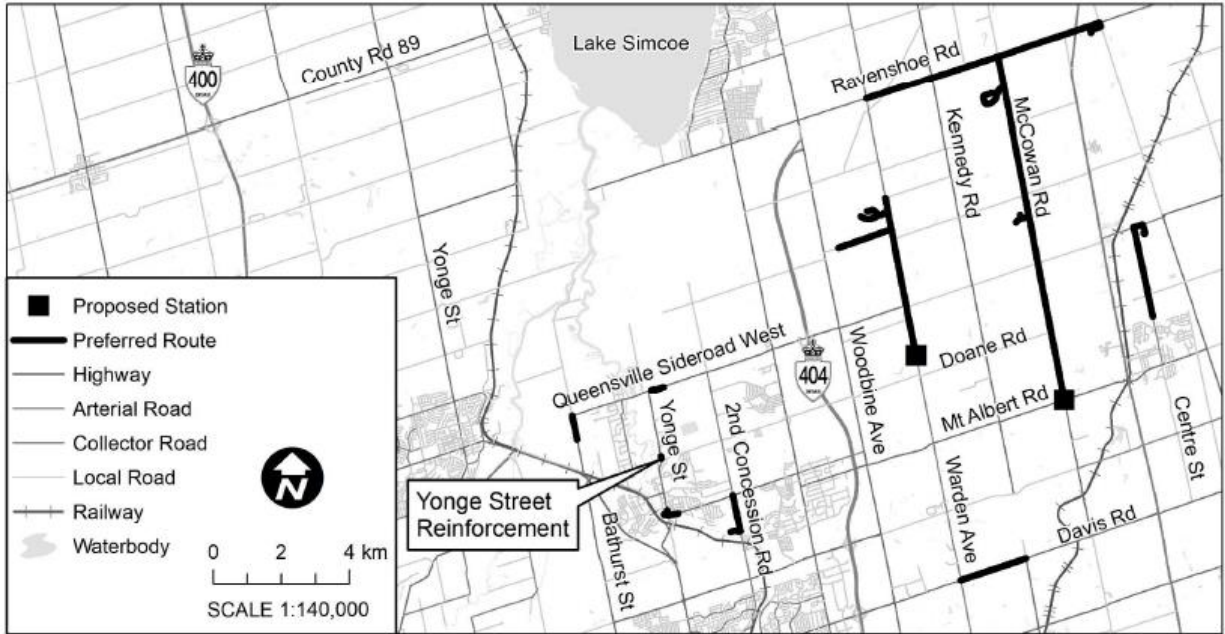 Lake Simcoe
County Rd 89
400
Ravenshoe Rd
Kennedy Rd
McCowan Rd
Yonge St
Proposed Station
Preferred Route
Highway
Arterial Road
Collector Road
Local Road
Railway
Waterbody
N
0 2 4 km
SCALE 1:140,000
Queensville Sideroad West
404
Woodbine Ave
Doane Rd
Mt Albert Rd
Centre St
Yonge St
2nd Concession Rd
Yonge Street
Reinforcement
Bathurst St
Warden Ave
Davis Rd